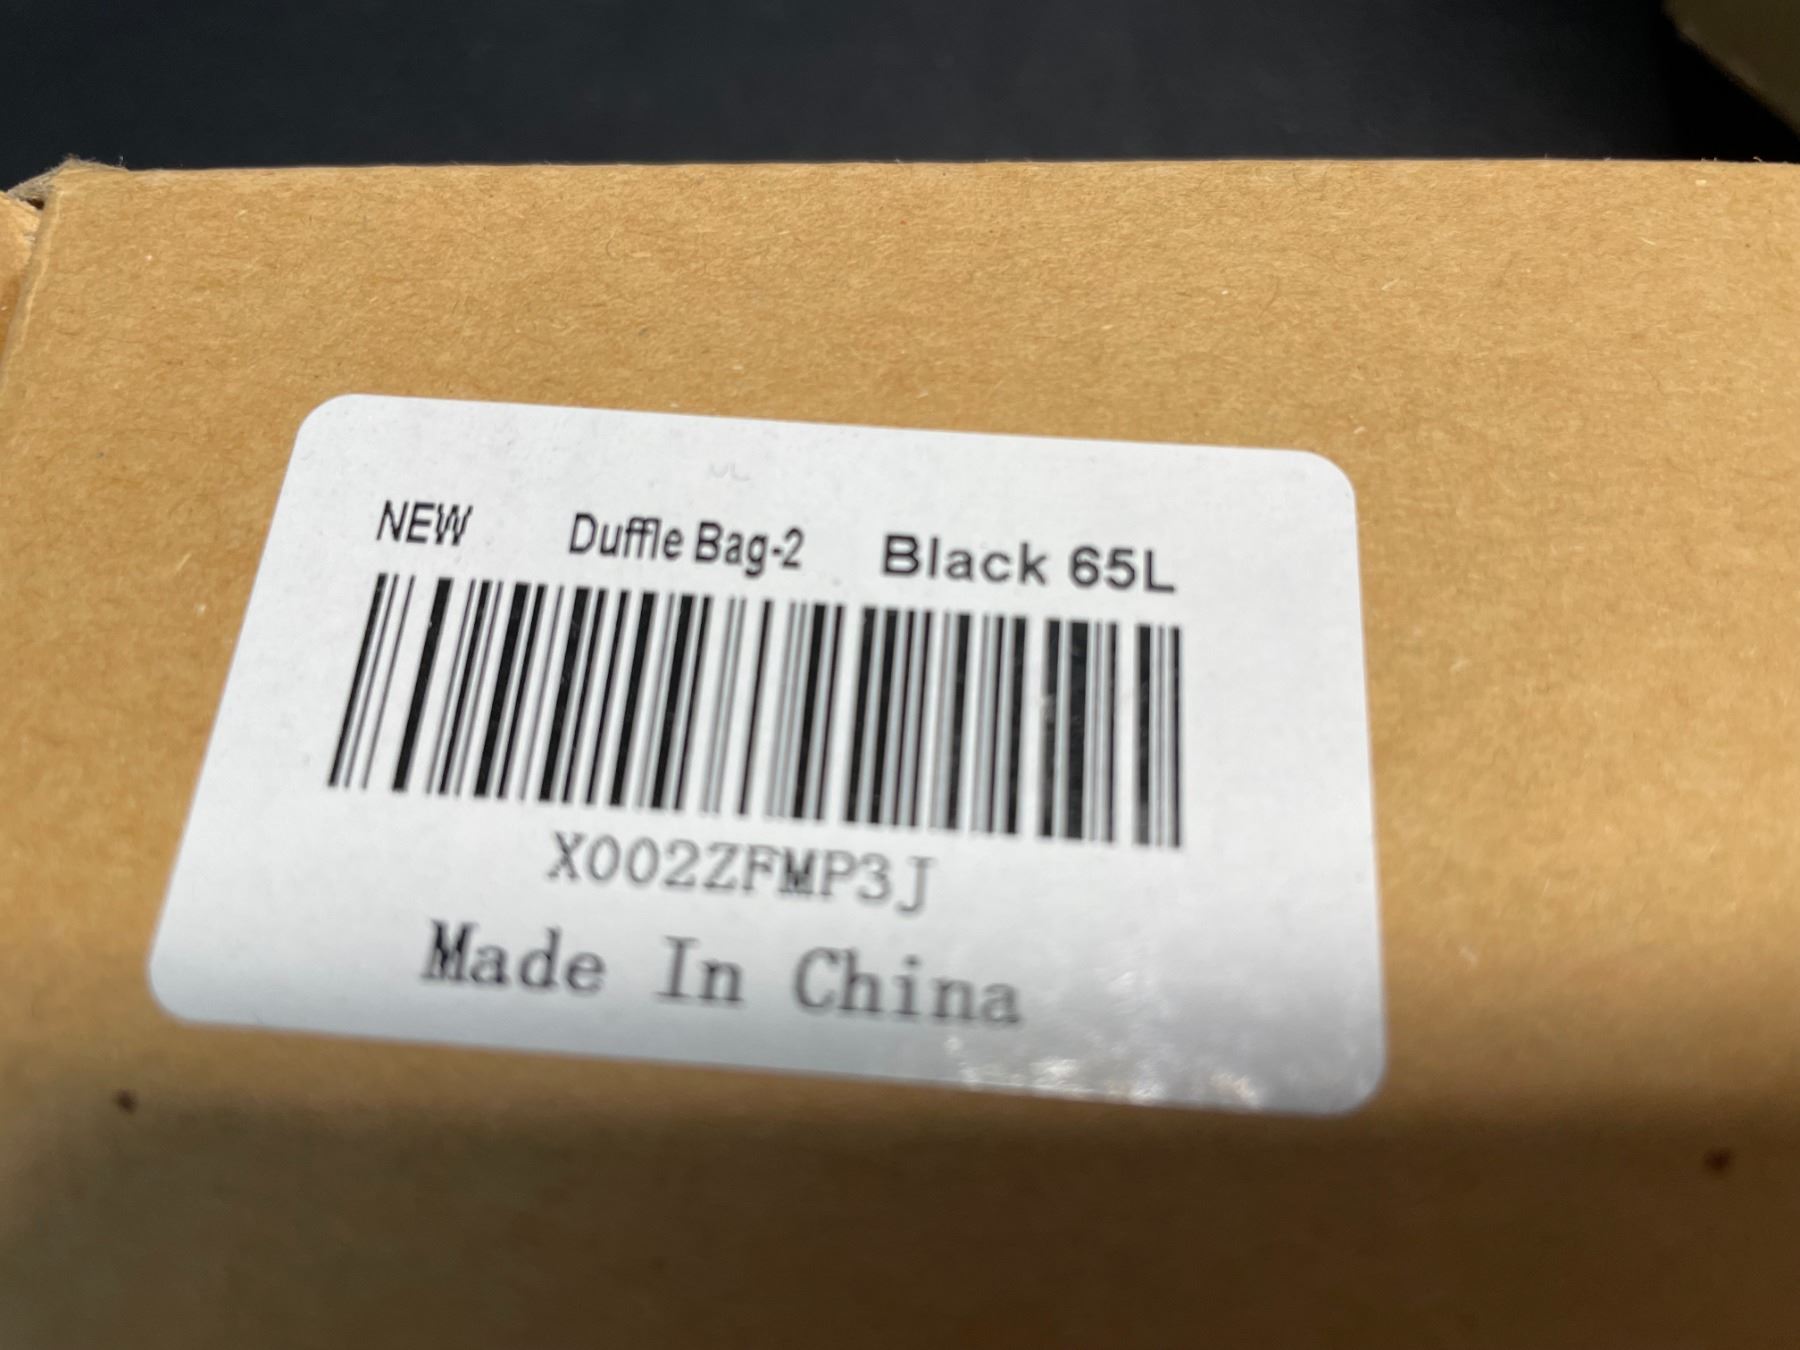 NEW Duffle Bag-2 Black 65L
X002ZFMP3J
Made In China